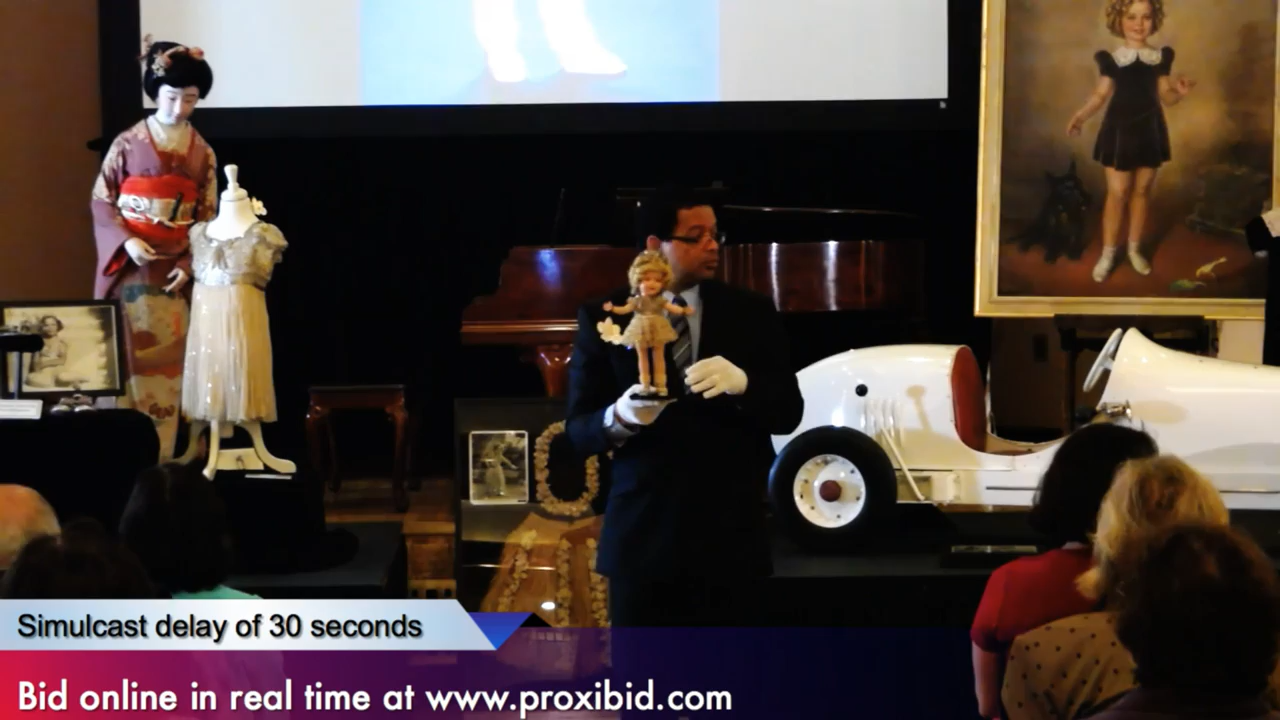 Simulcast delay of 30 seconds
Bid online in real time at www.proxibid.com